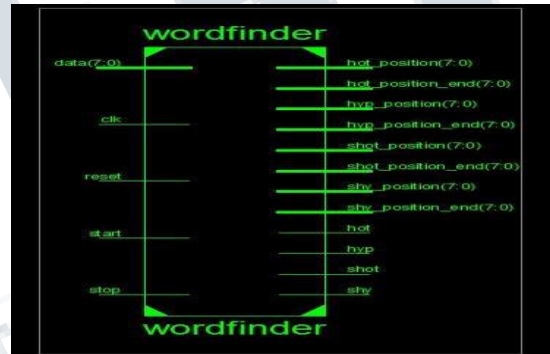 wordfinder
data(7:0)
clk
reset
start
stop
hot_position(7:0)
hot_position_end(7:0)
hyp_position(7:0)
hyp_position_end(7:0)
shot_position(7:0)
shot_position_end(7:0)
shy_position(7:0)
shy_position_end(7:0)
hot
hyp
shot
shy
wordfinder